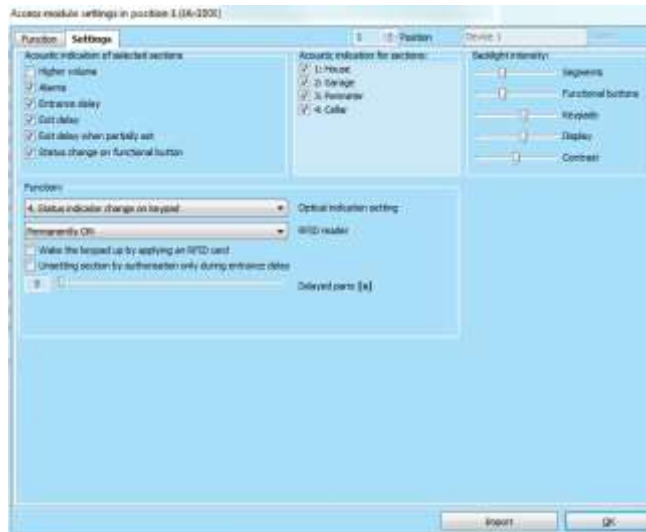 Access module settings in position 1 (JA-
Function Settings
1 Position Device 1
Acoustic indication of selected sections
Higher volume
Alarms
Entrance delay
Exit delay
Exit delay when partially set
Status change on functional button
Acoustic indication for sections:
1: House
2: Garage
3: Perimeter
4: Cellar
Backlight intensity:
Segments
Functional buttons
Keypads
Display
Contrast
Function:
4. Status indicator change on keypad Optical indication setting
Permanently ON RFID reader
Wake the keypad up by applying an RFID card
Unsetting section by authorisation only during entrance delay
0 Delayed panic [s]
Import OK